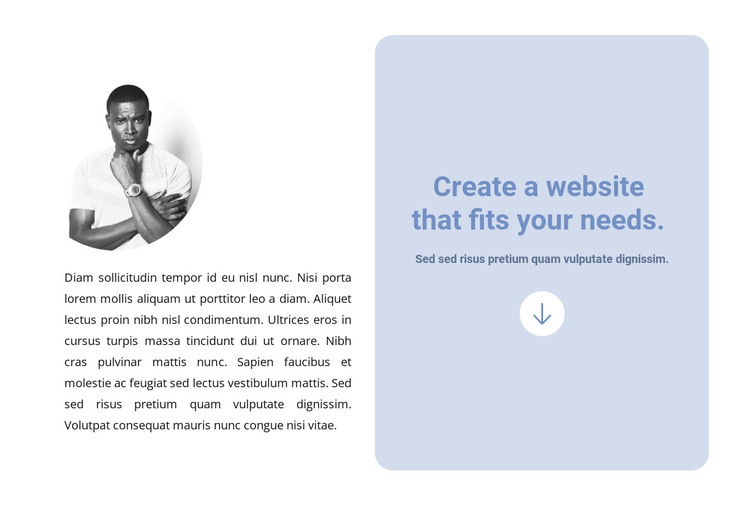 Diam sollicitudin tempor id eu nisl nunc. Nisi porta
lorem mollis aliquam ut porttitor leo a diam. Aliquet
lectus proin nibh nisl condimentum. Ultrices eros in
cursus turpis massa tincidunt dui ut ornare. Nibh
cras pulvinar mattis nunc. Sapien faucibus et
molestie ac feugiat sed lectus vestibulum mattis. Sed
sed risus pretium quam vulputate dignissim.
Volutpat consequat mauris nunc congue nisi vitae.
Create a website
that fits your needs.
Sed sed risus pretium quam vulputate dignissim.